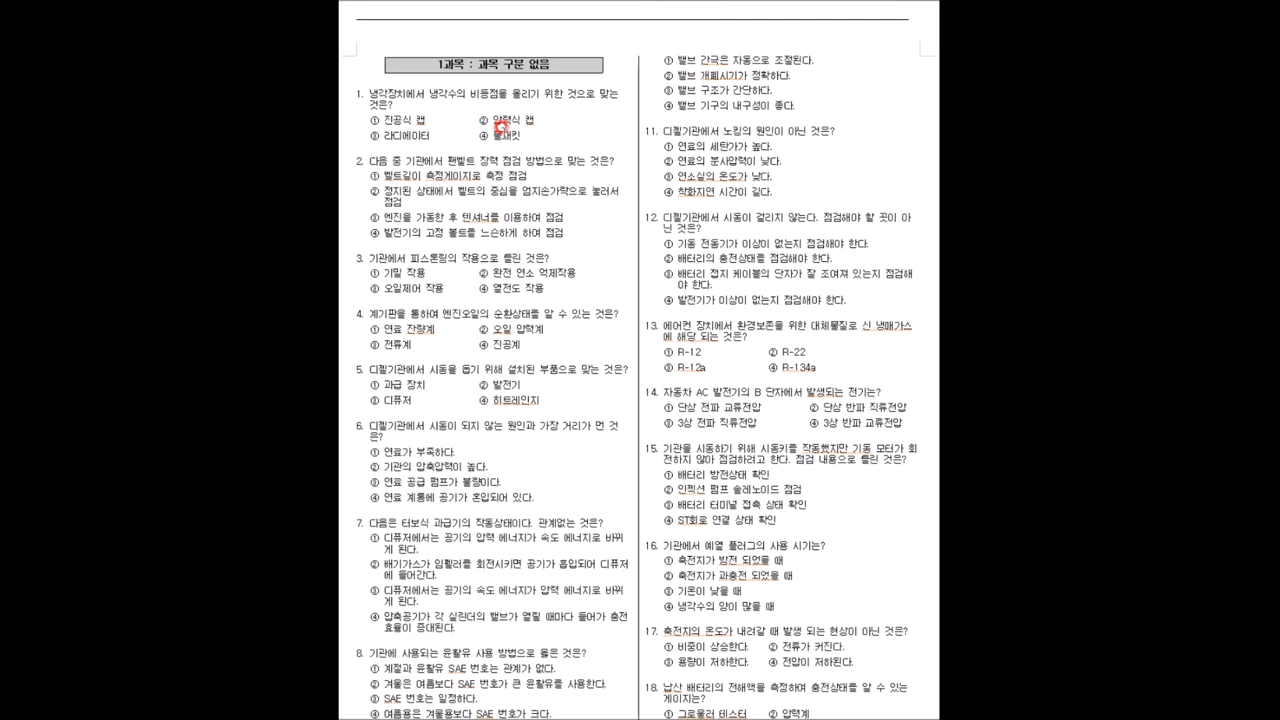 1과목 : 과목 구분 없음
1. 냉각장치에서 냉각수의 비등점을 올리기 위한 것으로 맞는
것은?
① 진공식 캡 ② 압력식 캡
③ 라디에이터 ④ 물재킷
2. 다음 중 기관에서 팬벨트 장력 점검 방법으로 맞는 것은?
① 벨트길이 측정게이지로 측정 점검
② 정지된 상태에서 벨트의 중심을 엄지손가락으로 눌러서
점검
③ 엔진을 가동한 후 텐셔너를 이용하여 점검
④ 발전기의 고정 볼트를 느슨하게 하여 점검
3. 기관에서 피스톤링의 작용으로 틀린 것은?
① 기밀 작용 ② 완전 연소 억제작용
③ 오일제어 작용 ④ 열전도 작용
4. 계기판을 통하여 엔진오일의 순환상태를 알 수 있는 것은?
① 연료 잔량계 ② 오일 압력계
③ 전류계 ④ 진공계
5. 디젤기관에서 시동을 돕기 위해 설치된 부품으로 맞는 것은?
① 과급 장치 ② 발전기
③ 디퓨저 ④ 히트레인지
6. 디젤기관에서 시동이 되지 않는 원인과 가장 거리가 먼 것
은?
① 연료가 부족하다.
② 기관의 압축압력이 높다.
③ 연료 공급 펌프가 불량이다.
④ 연료 계통에 공기가 혼입되어 있다.
7. 다음은 터보식 과급기의 작동상태이다. 관계없는 것은?
① 디퓨저에서는 공기의 압력 에너지가 속도 에너지로 바뀌
게 된다.
② 배기가스가 임펠러를 회전시키면 공기가 흡입되어 디퓨저
에 들어간다.
③ 디퓨저에서는 공기의 속도 에너지가 압력 에너지로 바뀌
게 된다.
④ 압축공기가 각 실린더의 밸브가 열릴 때마다 들어가 충전
효율이 증대된다.
8. 기관에 사용되는 윤활유 사용 방법으로 옳은 것은?
① 계절과 윤활유 SAE 번호는 관계가 없다.
② 겨울은 여름보다 SAE 번호가 큰 윤활유를 사용한다.
③ SAE 번호는 일정하다.
④ 여름용은 겨울용보다 SAE 번호가 크다.
① 밸브 간극은 자동으로 조절된다.
② 밸브 개폐시기가 정확하다.
③ 밸브 구조가 간단하다.
④ 밸브 기구의 내구성이 좋다.
11. 디젤기관에서 노킹의 원인이 아닌 것은?
① 연료의 세탄가가 높다.
② 연료의 분사압력이 낮다.
③ 연소실의 온도가 낮다.
④ 착화지연 시간이 길다.
12. 디젤기관에서 시동이 걸리지 않는다. 점검해야 할 곳이 아
닌 것은?
① 기동 전동기가 이상이 없는지 점검해야 한다.
② 배터리의 충전상태를 점검해야 한다.
③ 배터리 접지 케이블의 단자가 잘 조여져 있는지 점검해
야 한다.
④ 발전기가 이상이 없는지 점검해야 한다.
13. 에어컨 장치에서 환경보존을 위한 대체물질로 신 냉매가스
에 해당 되는 것은?
① R-12 ② R-22
③ R-12a ④ R-134a
14. 자동차 AC 발전기의 B 단자에서 발생되는 전기는?
① 단상 전파 교류전압 ② 단상 반파 직류전압
③ 3상 전파 직류전압 ④ 3상 반파 교류전압
15. 기관을 시동하기 위해 시동키를 작동했지만 기동 모터가 회
전하지 않아 점검하려고 한다. 점검 내용으로 틀린 것은?
① 배터리 방전상태 확인
② 인젝션 펌프 솔레노이드 점검
③ 배터리 터미널 접촉 상태 확인
④ ST회로 연결 상태 확인
16. 기관에서 예열 플러그의 사용 시기는?
① 축전지가 방전 되었을 때
② 축전지가 과충전 되었을 때
③ 기온이 낮을 때
④ 냉각수의 양이 많을 때
17. 축전지의 온도가 내려갈 때 발생 되는 현상이 아닌 것은?
① 비중이 상승한다. ② 전류가 커진다.
③ 용량이 저하한다. ④ 전압이 저하된다.
18. 납산 배터리의 전해액을 측정하여 충전상태를 알 수 있는
게이지는?
① 그로울러 테스터 ② 압력계